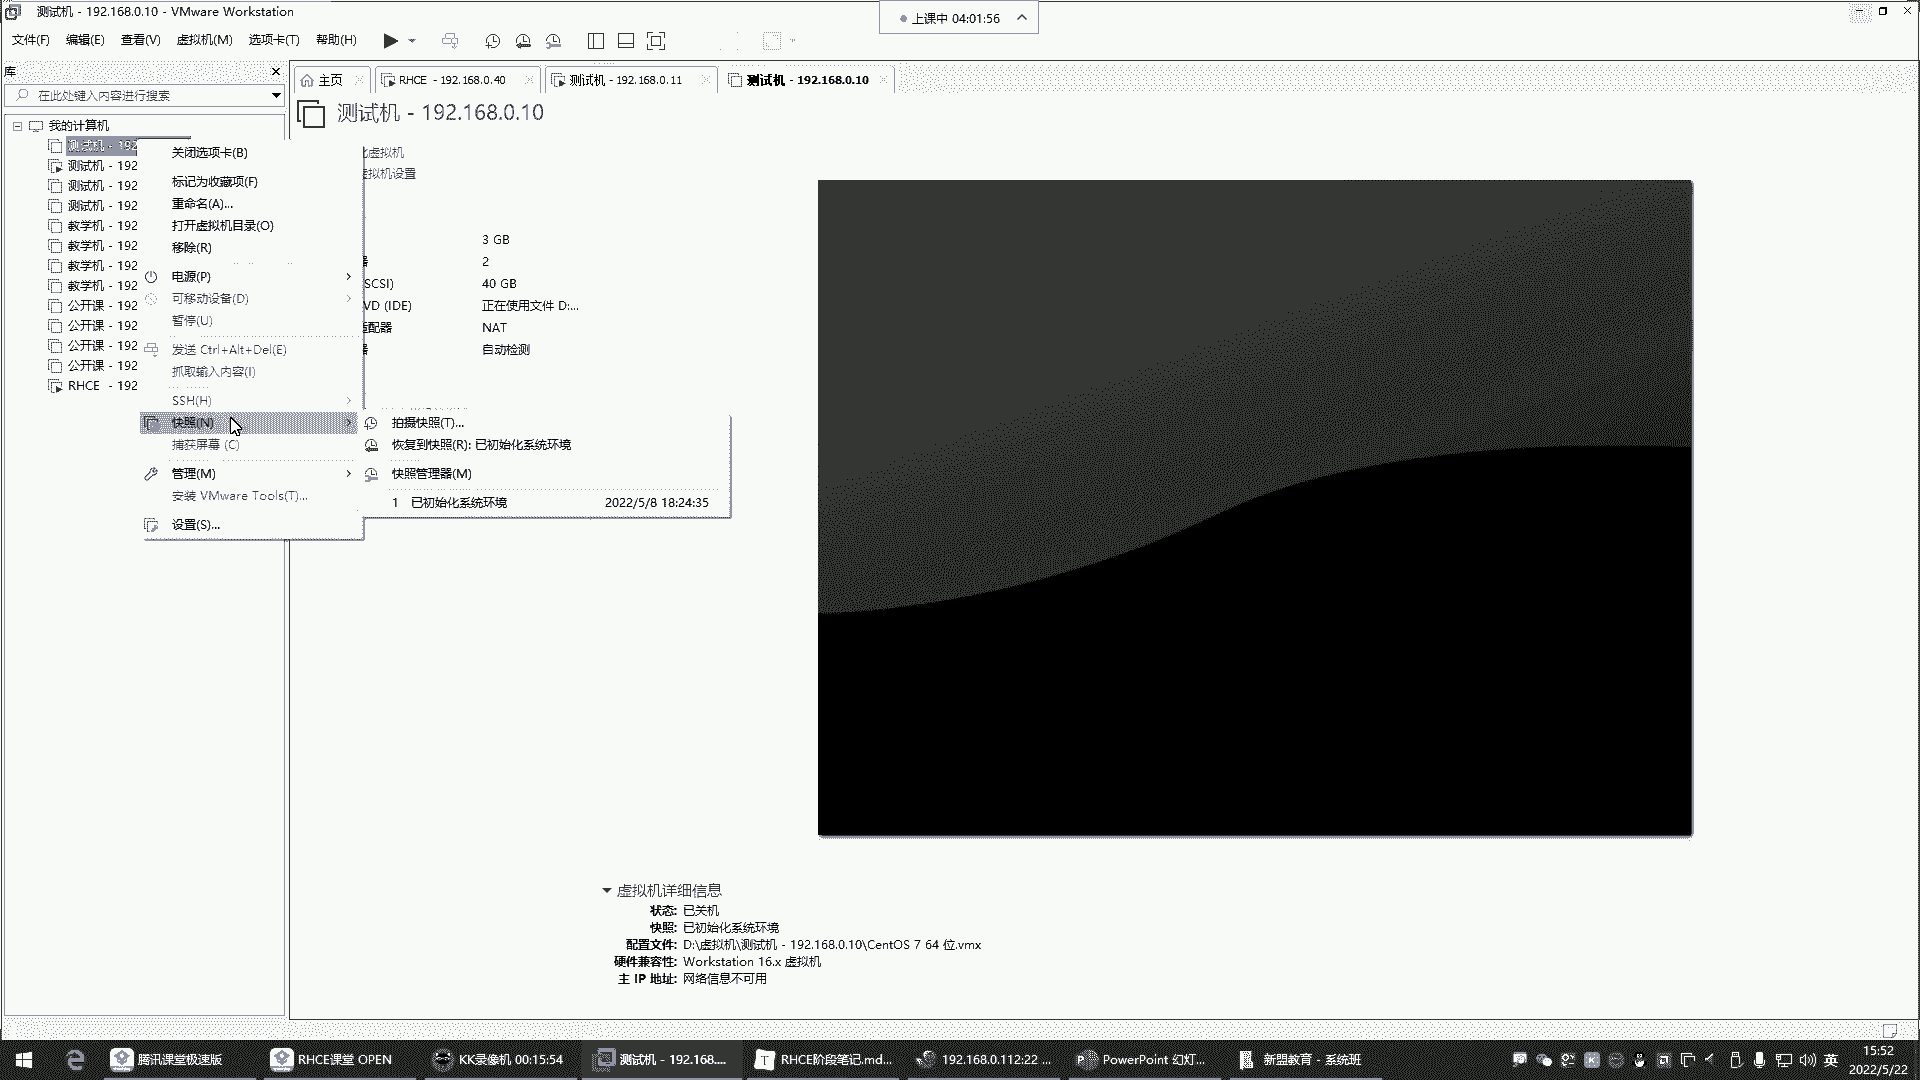 测试机 - 192.168.0.10 - VMware Workstation
上课中 04:01:56
文件(F) 编辑(E) 查看(V) 虚拟机(M) 选项卡(T) 帮助(H)
库
在此处键入内容进行搜索
主页
RHCE - 192.168.0.40
测试机 - 192.168.0.11
测试机 - 192.168.0.10
测试机 - 192.168.0.10
我的计算机
测试机 - 192
测试机 - 192
测试机 - 192
测试机 - 192
教学机 - 192
教学机 - 192
教学机 - 192
教学机 - 192
公开课 - 192
公开课 - 192
公开课 - 192
公开课 - 192
RHCE - 192
关闭选项卡(B)
标记为收藏项(F)
重命名(A)...
打开虚拟机目录(O)
移除(R)
电源(P)
可移动设备(D)
暂停(U)
发送 Ctrl+Alt+Del(E)
抓取输入内容(I)
SSH(H)
快照(N)
捕获屏幕 (C)
管理(M)
安装 VMware Tools(T)...
设置(S)...
虚拟机
虚拟机设置
3 GB
器 2
SCSI) 40 GB
VD (IDE) 正在使用文件 D:...
适配器 NAT
器 自动检测
拍摄快照(T)...
恢复到快照(R): 已初始化系统环境
快照管理器(M)
1 已初始化系统环境 2022/5/8 18:24:35
虚拟机详细信息
状态: 已关机
快照: 已初始化系统环境
配置文件: D:\虚拟机\测试机 - 192.168.0.10\CentOS 7 64 位.vmx
硬件兼容性: Workstation 16.x 虚拟机
主 IP 地址: 网络信息不可用
腾讯课堂极速版
RHCE课堂 OPEN
KK录像机 00:15:54
测试机 - 192.168....
RHCE阶段笔记.md...
192.168.0.112:22 ...
PowerPoint 幻灯...
新盟教育 - 系统班
英
15:52
2022/5/22